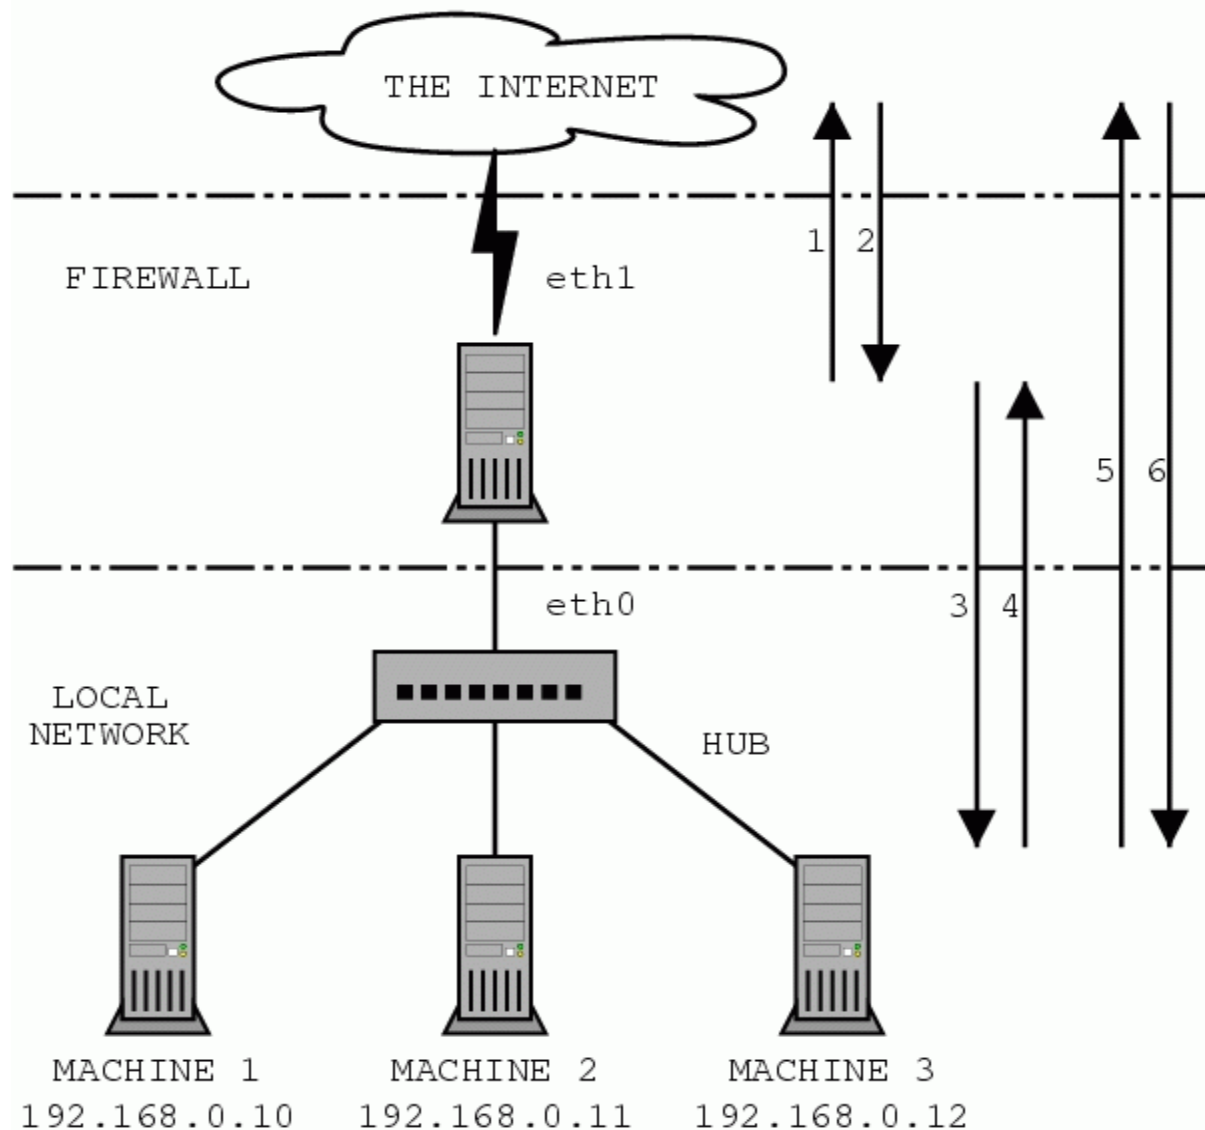 THE INTERNET
1 2
FIREWALL eth1
5 6
eth0 3 4
LOCAL
NETWORK
HUB
MACHINE 1 MACHINE 2 MACHINE 3
192.168.0.10 192.168.0.11 192.168.0.12